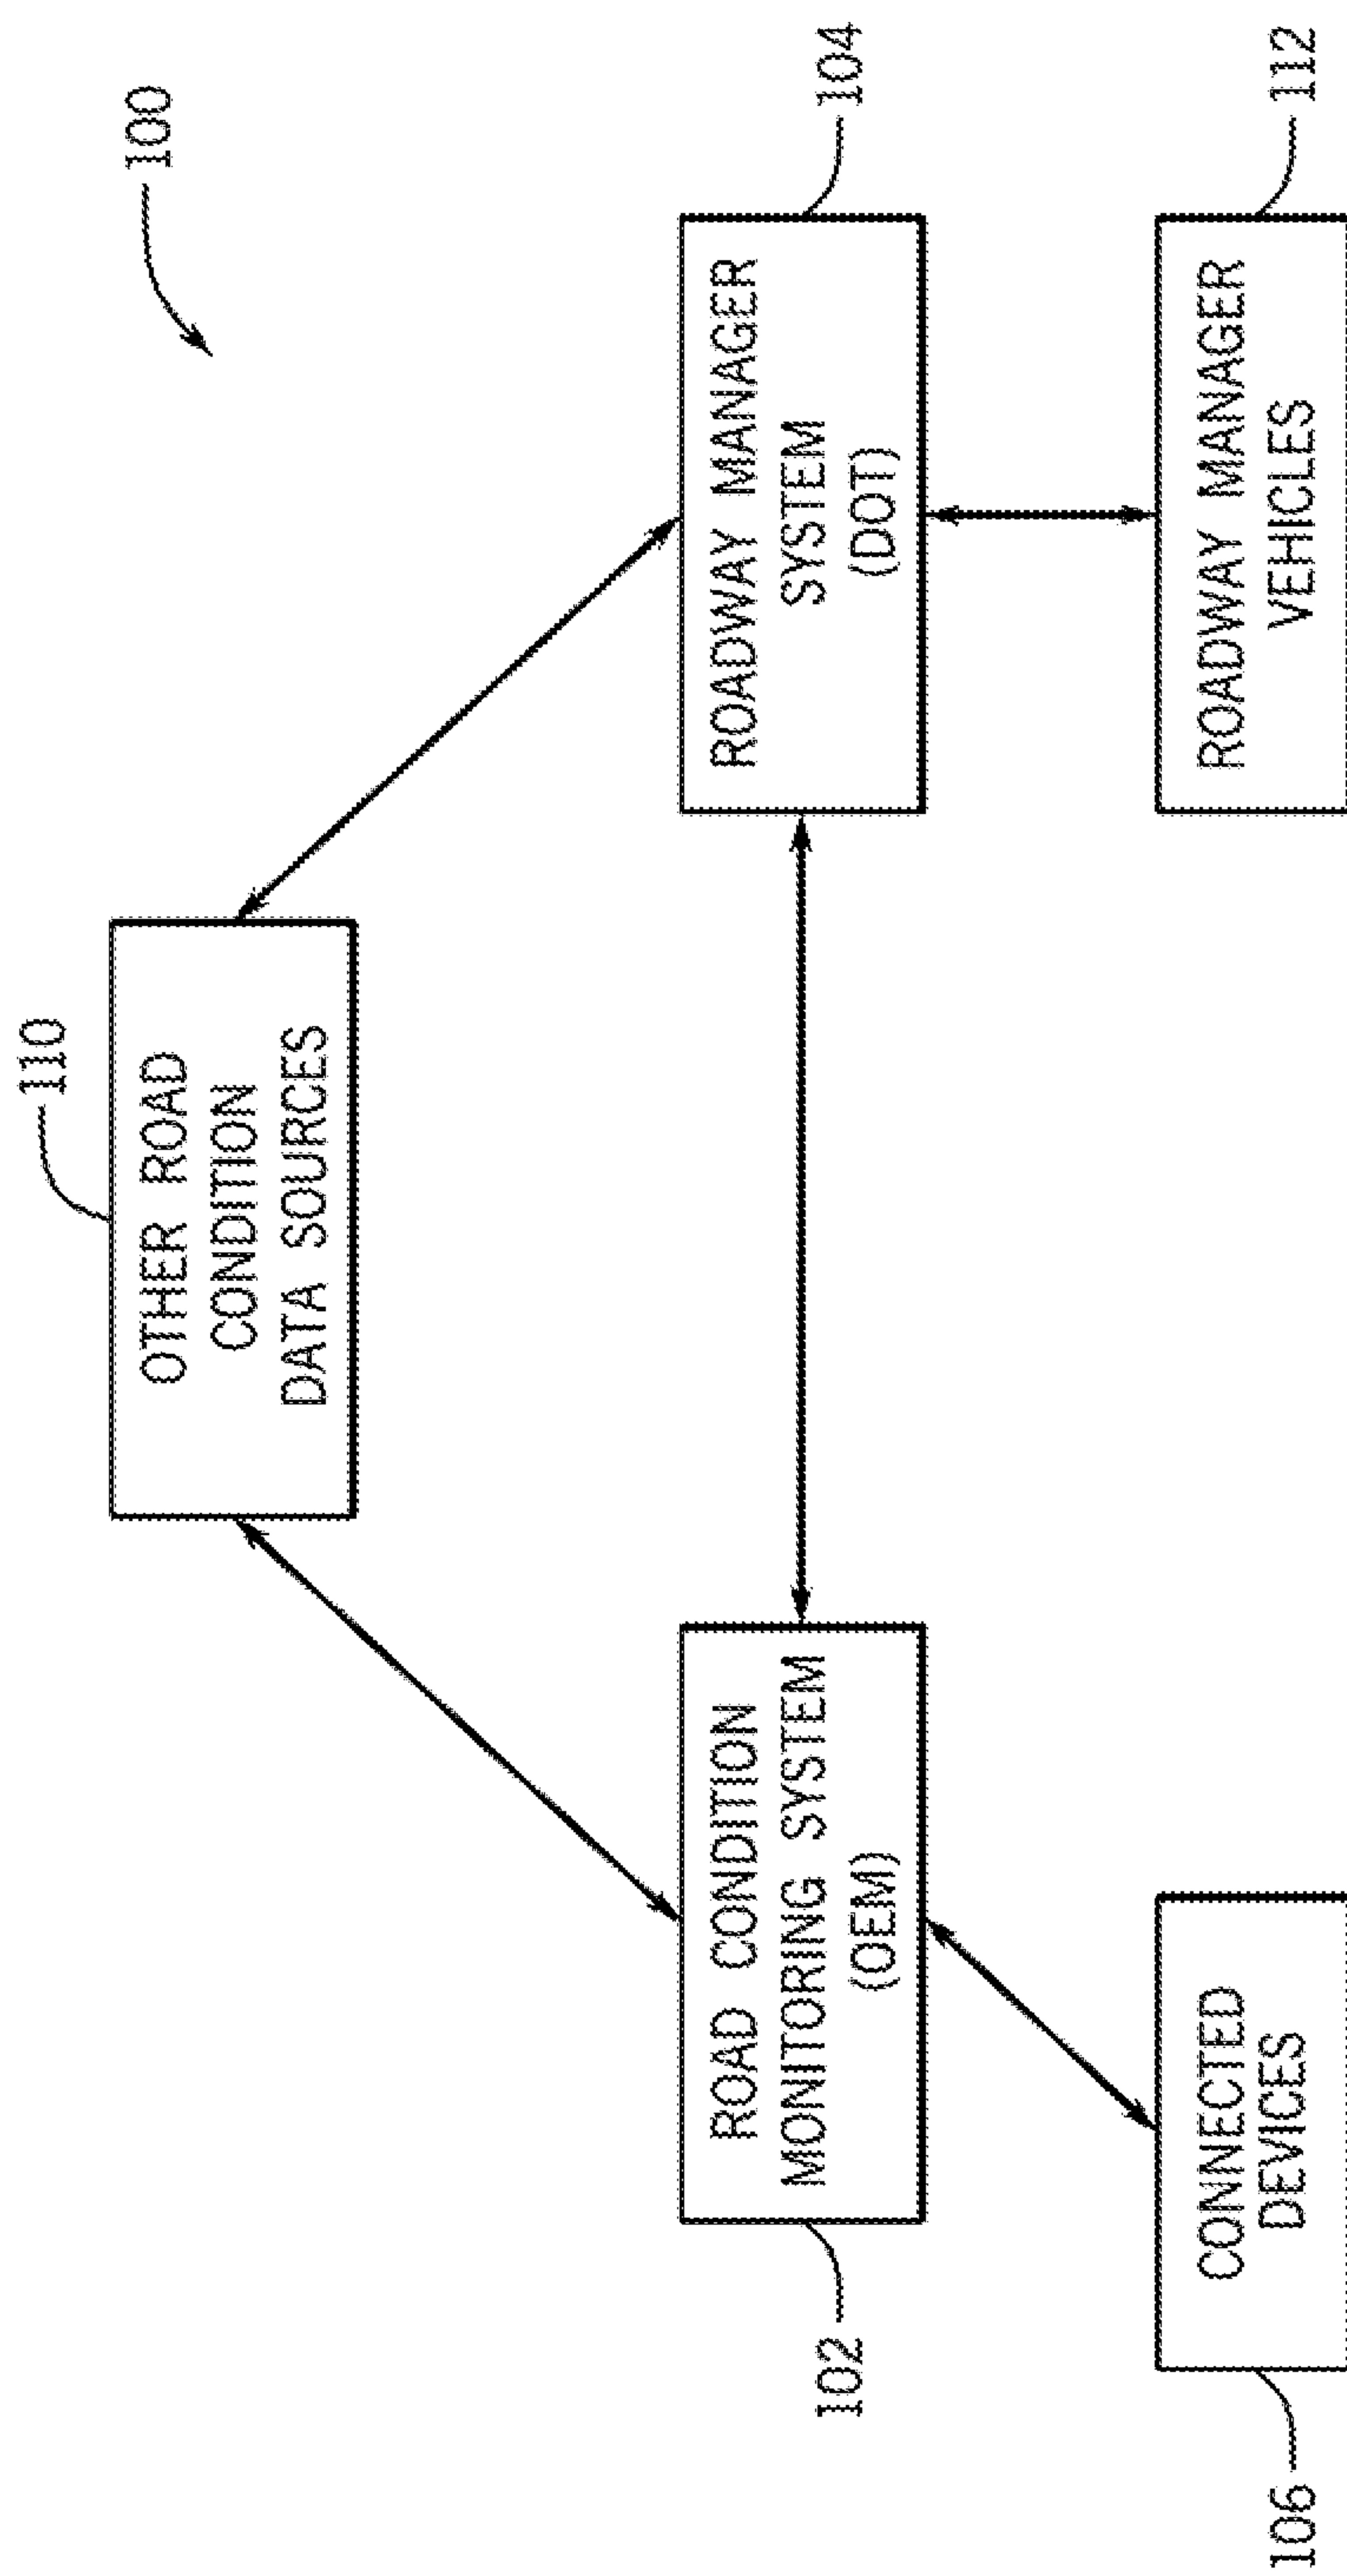 100
110
OTHER ROAD
CONDITION
DATA SOURCES
102
ROAD CONDITION
MONITORING SYSTEM
(OEM)
ROADWAY MANAGER
SYSTEM
(DOT)
104
106
CONNECTED
DEVICES
ROADWAY MANAGER
VEHICLES
112